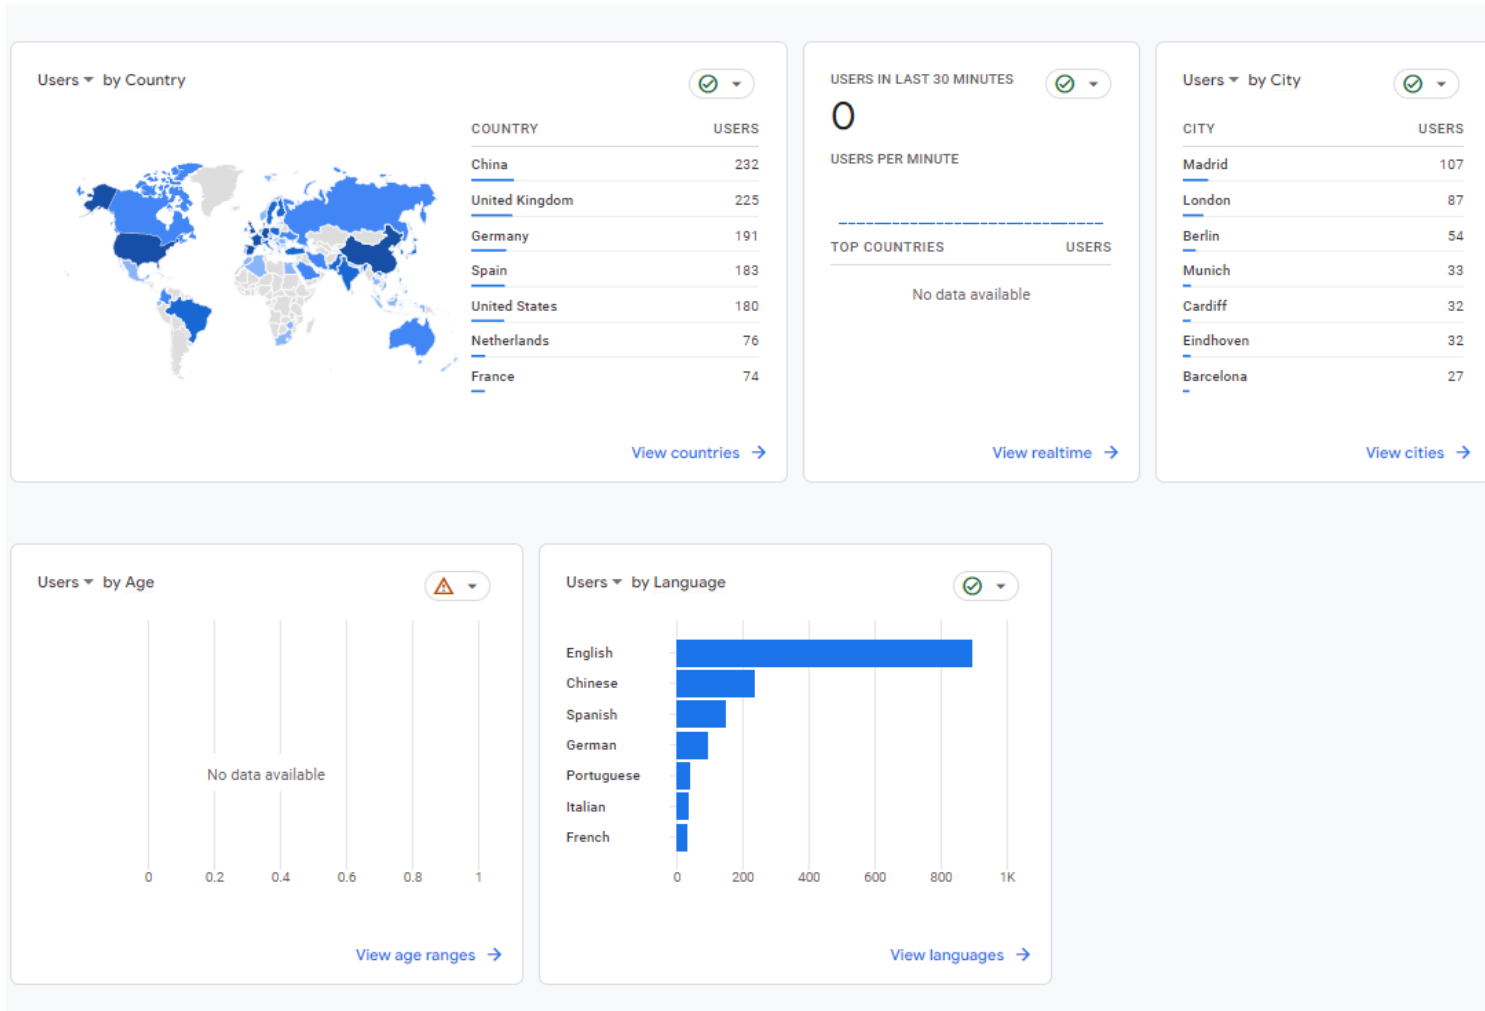 Users by Country
COUNTRY USERS
China 232
United Kingdom 225
Germany 191
Spain 183
United States 180
Netherlands 76
France 74
View countries
USERS IN LAST 30 MINUTES
0
USERS PER MINUTE
TOP COUNTRIES USERS
No data available
View realtime
Users by City
CITY USERS
Madrid 107
London 87
Berlin 54
Munich 33
Cardiff 32
Eindhoven 32
Barcelona 27
View cities
Users by Age
No data available
0 0.2 0.4 0.6 0.8 1
View age ranges
Users by Language
English
Chinese
Spanish
German
Portuguese
Italian
French
0 200 400 600 800 1K
View languages